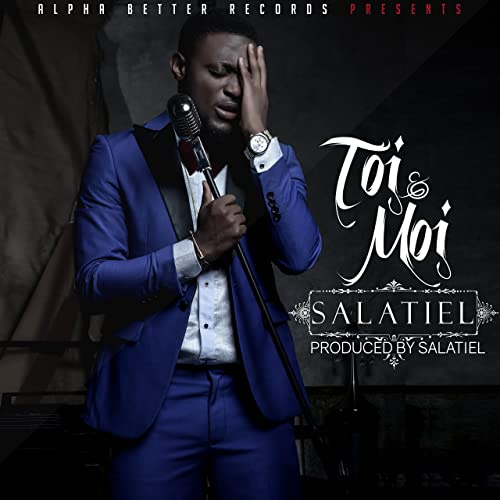 ALPHA BETTER RECORDS PRESENTS
Toi
&
Moi
SALATIEL
PRODUCED BY SALATIEL